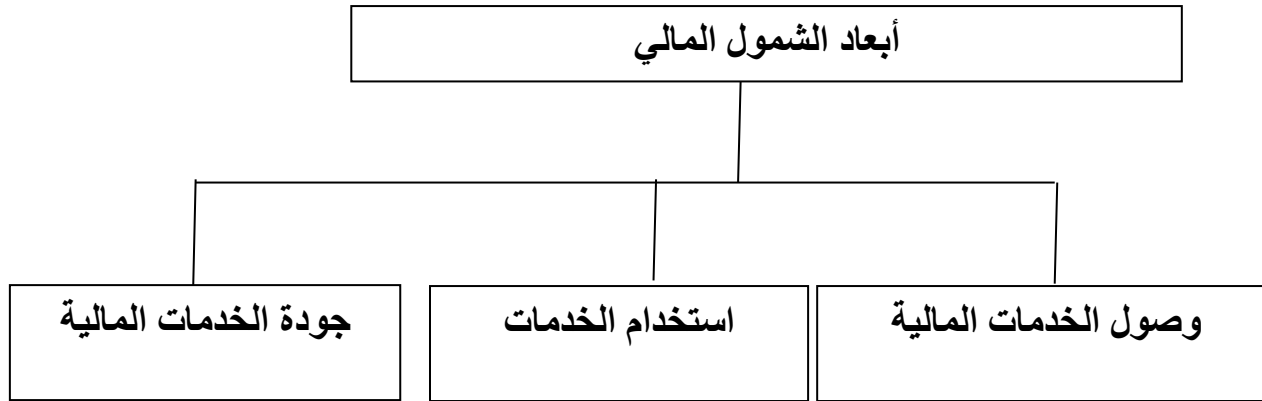 أبعاد الشمول المالي
وصول الخدمات المالية
استخدام الخدمات
جودة الخدمات المالية